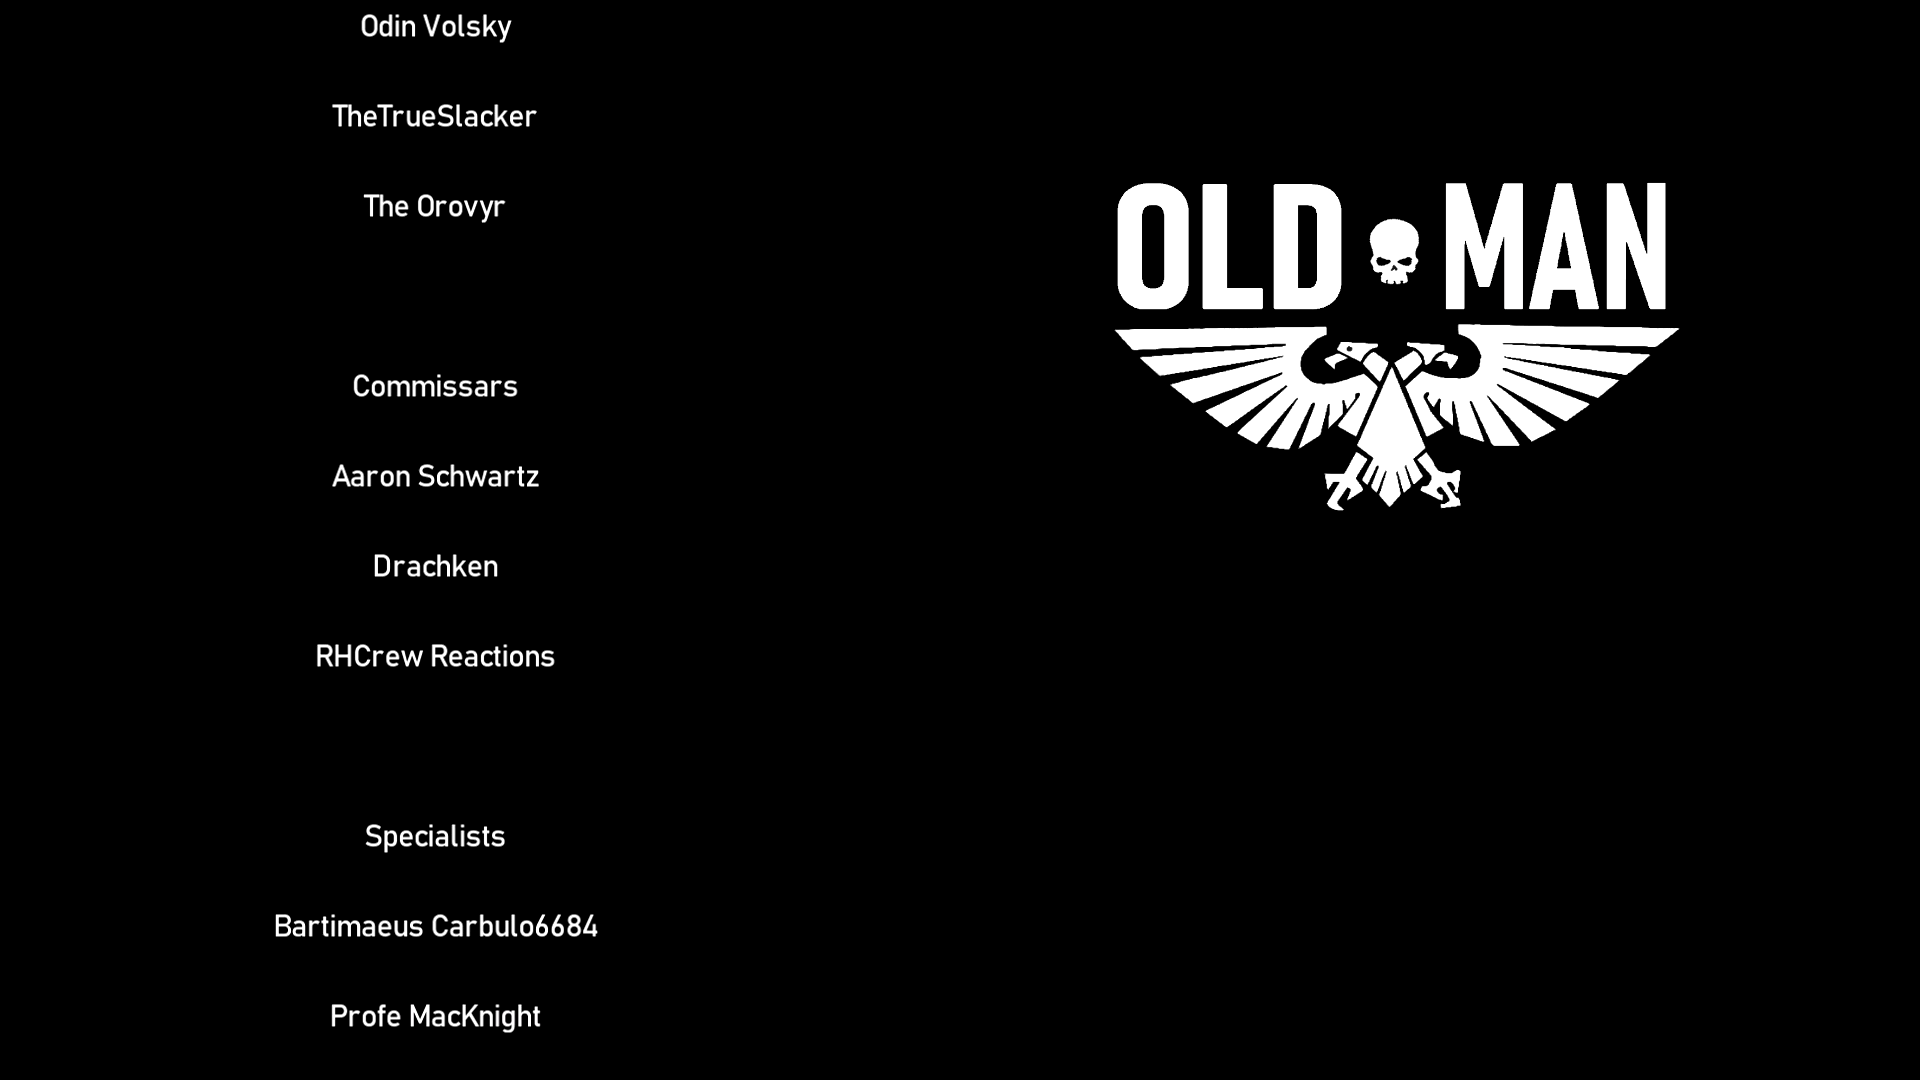 Odin Volsky
TheTrueSlacker
The Orovyr
Commissars
Aaron Schwartz
Drachken
RHCrew Reactions
Specialists
Bartimaeus Carbulo6684
Profe MacKnight
OLD MAN